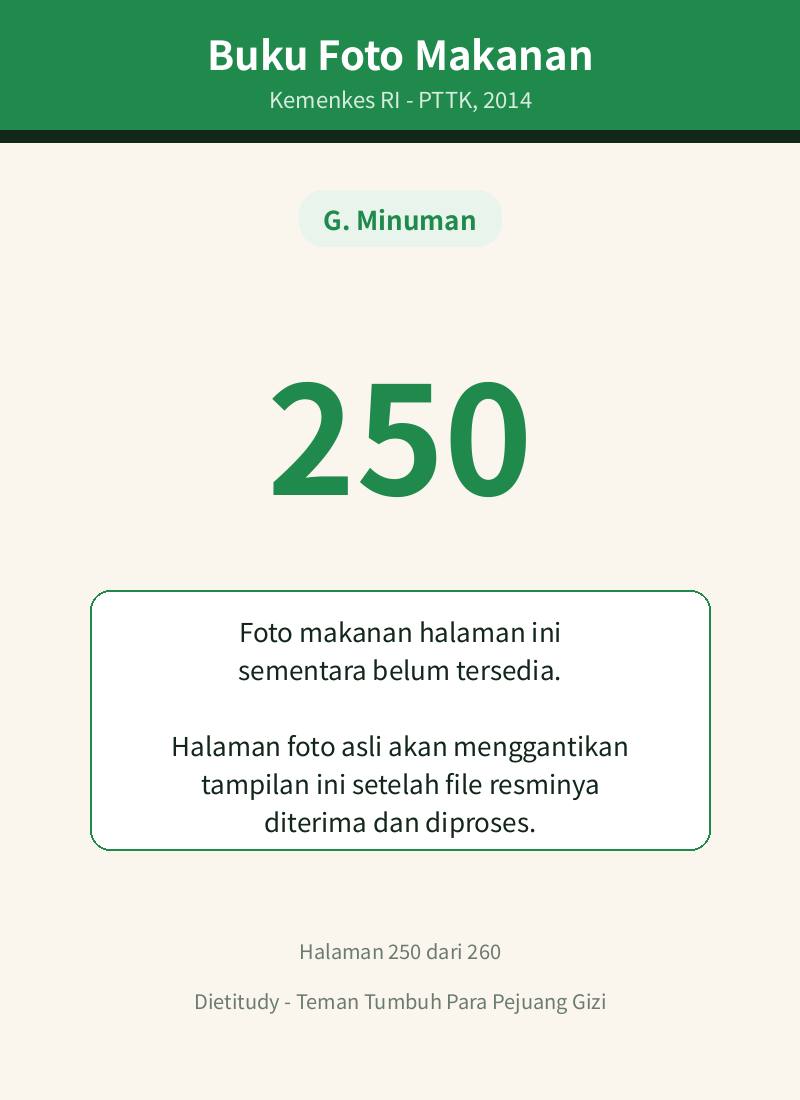 Buku Foto Makanan
Kemenkes RI - PTTK, 2014
G. Minuman
250
Foto makanan halaman ini
sementara belum tersedia.
Halaman foto asli akan menggantikan
tampilan ini setelah file resminya
diterima dan diproses.
Halaman 250 dari 260
Dietitudy - Teman Tumbuh Para Pejuang Gizi